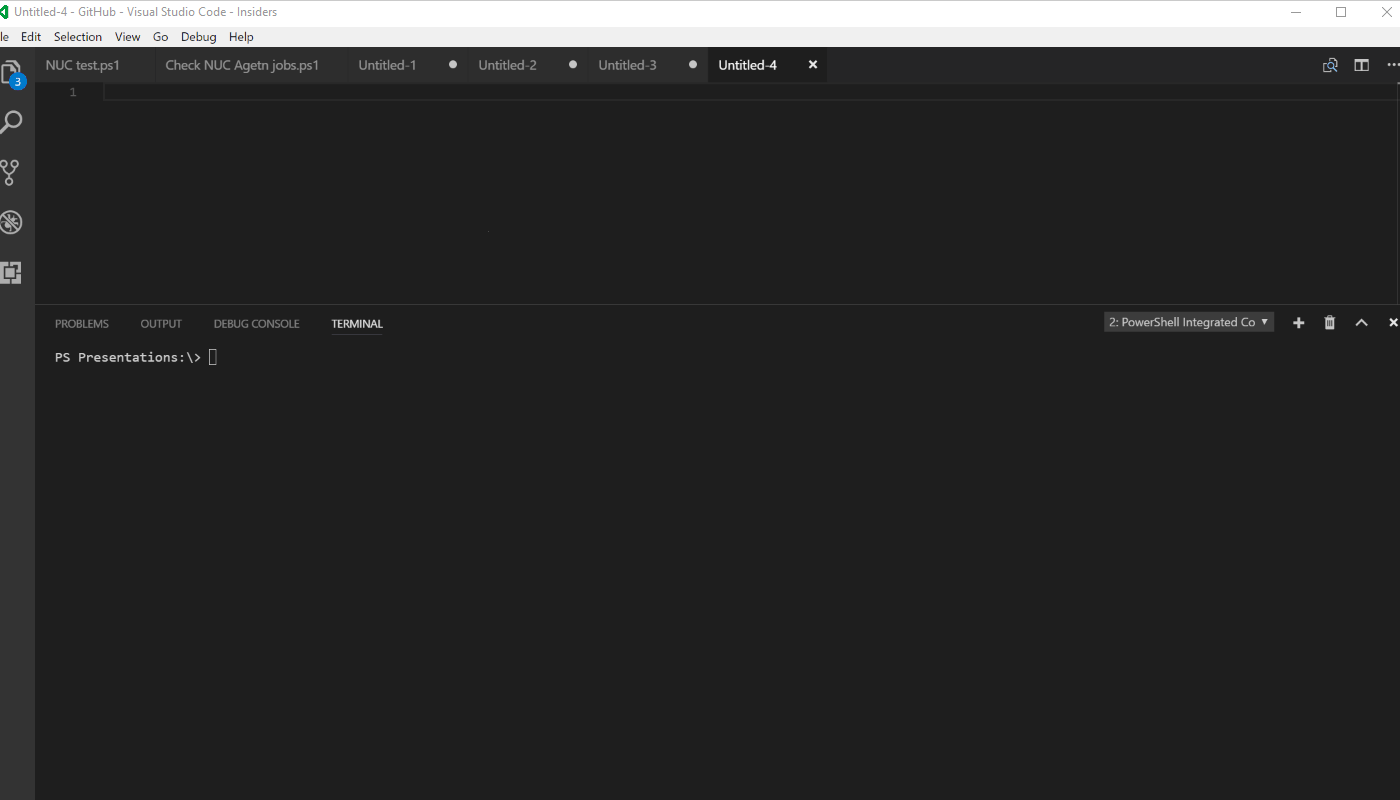 Untitled-4 - GitHub - Visual Studio Code - Insiders
le Edit Selection View Go Debug Help
NUC test.ps1 Check NUC Agetn jobs.ps1 Untitled-1 Untitled-2 Untitled-3 Untitled-4
3
1
PROBLEMS OUTPUT DEBUG CONSOLE TERMINAL 2: PowerShell Integrated Co
PS Presentations:\>